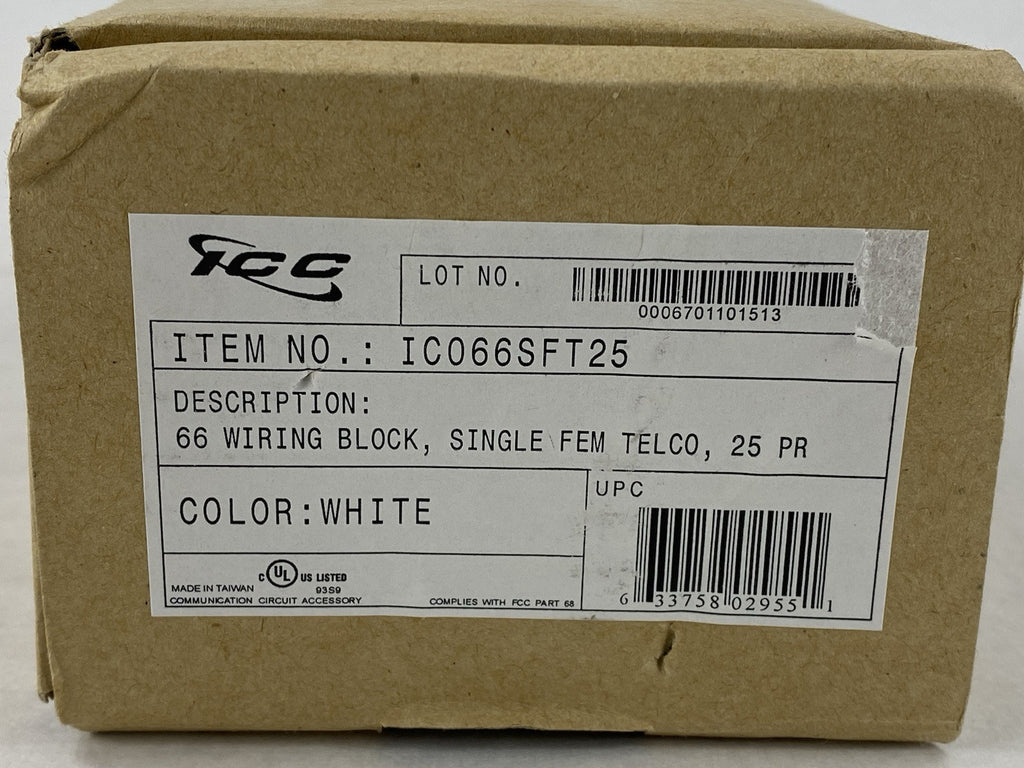 ICC
LOT NO.
0006701101513
ITEM NO.: IC066SFT25
DESCRIPTION:
66 WIRING BLOCK, SINGLE FEM TELCO, 25 PR
COLOR:WHITE
UPC
6 33758 02955 1
C UL US LISTED
93S9
MADE IN TAIWAN
COMMUNICATION CIRCUIT ACCESSORY
COMPLIES WITH FCC PART 68